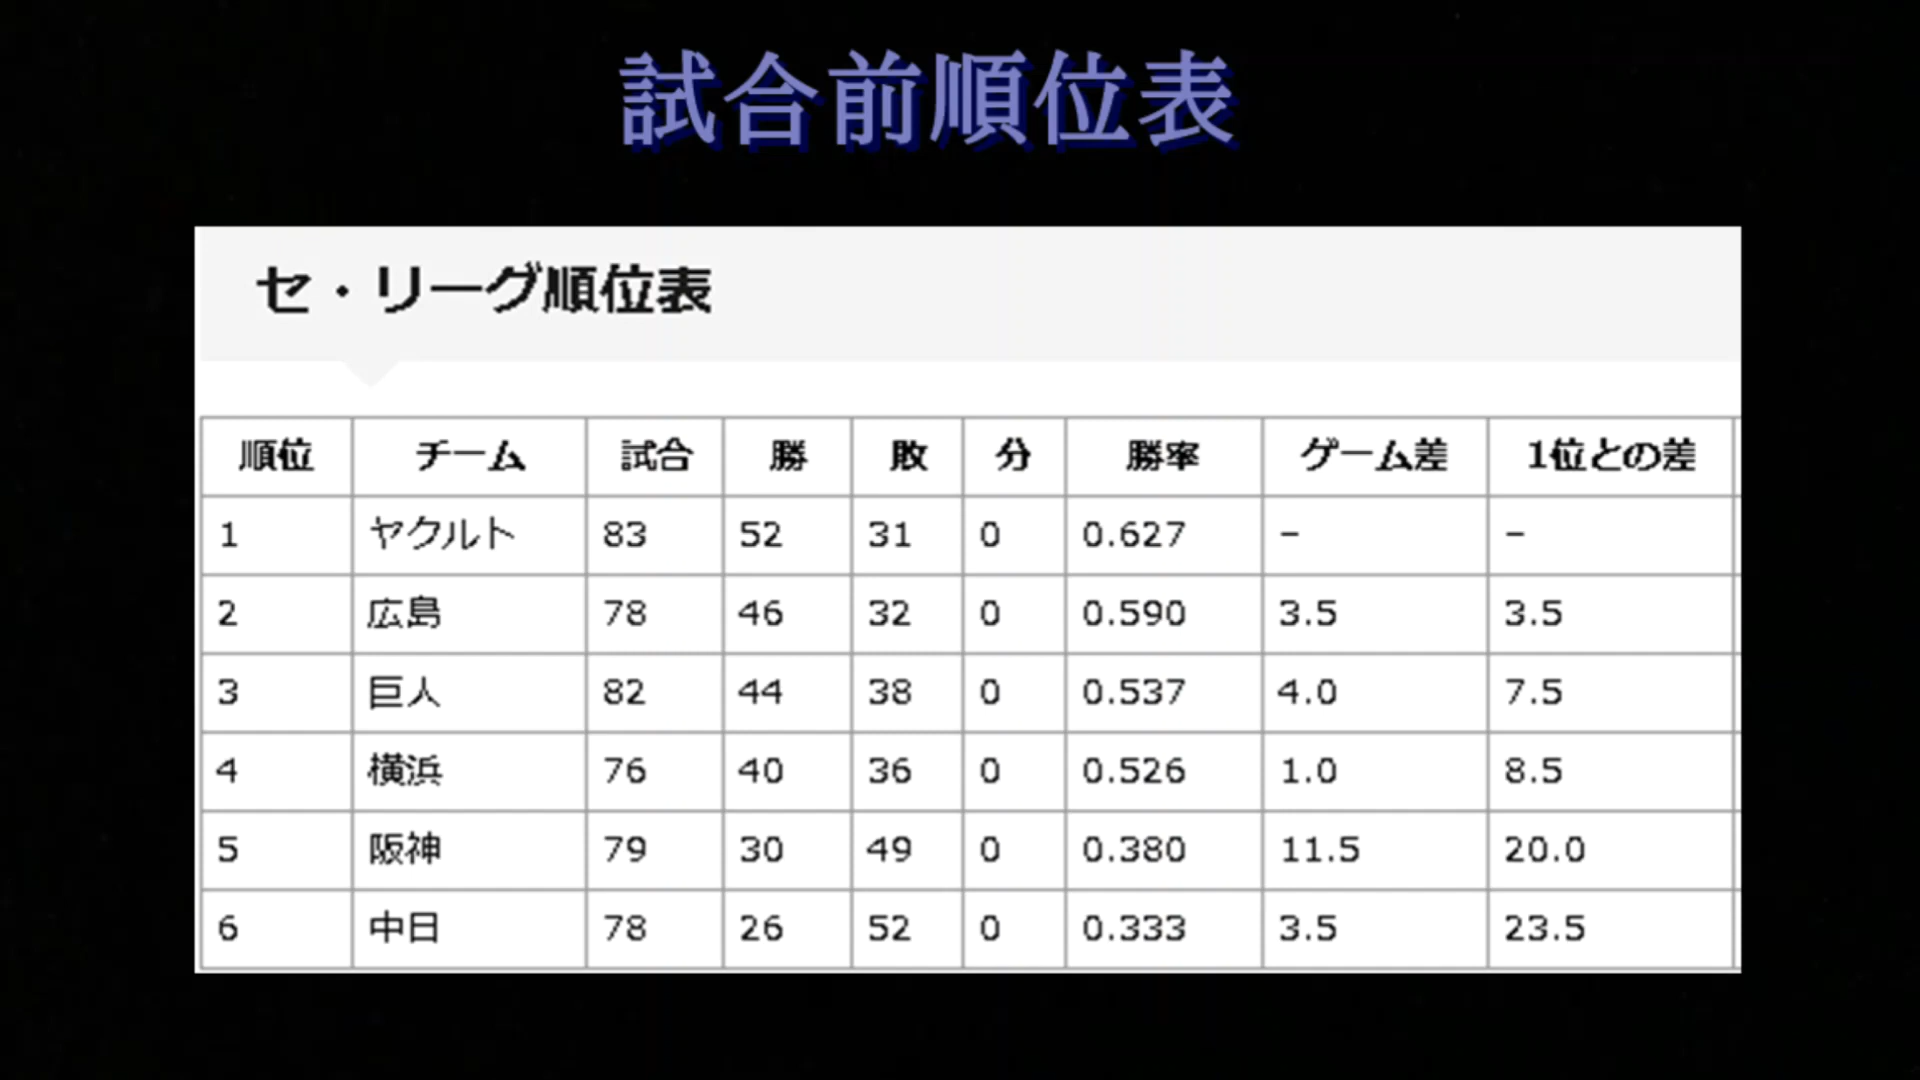 試合前順位表
セ・リーグ順位表
順位 チーム 試合 勝 敗 分 勝率 ゲーム差 1位との差
1 ヤクルト 83 52 31 0 0.627 − −
2 広島 78 46 32 0 0.590 3.5 3.5
3 巨人 82 44 38 0 0.537 4.0 7.5
4 横浜 76 40 36 0 0.526 1.0 8.5
5 阪神 79 30 49 0 0.380 11.5 20.0
6 中日 78 26 52 0 0.333 3.5 23.5